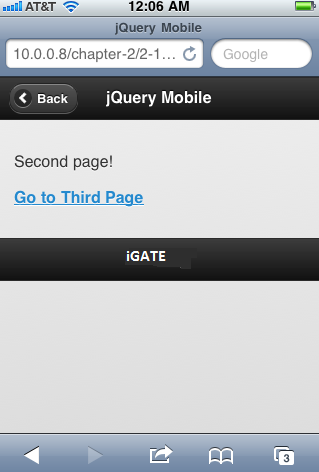 AT&T 12:06 AM
jQuery Mobile
10.0.0.8/chapter-2/2-1... Google
Back jQuery Mobile
Second page!
Go to Third Page
iGATE
3